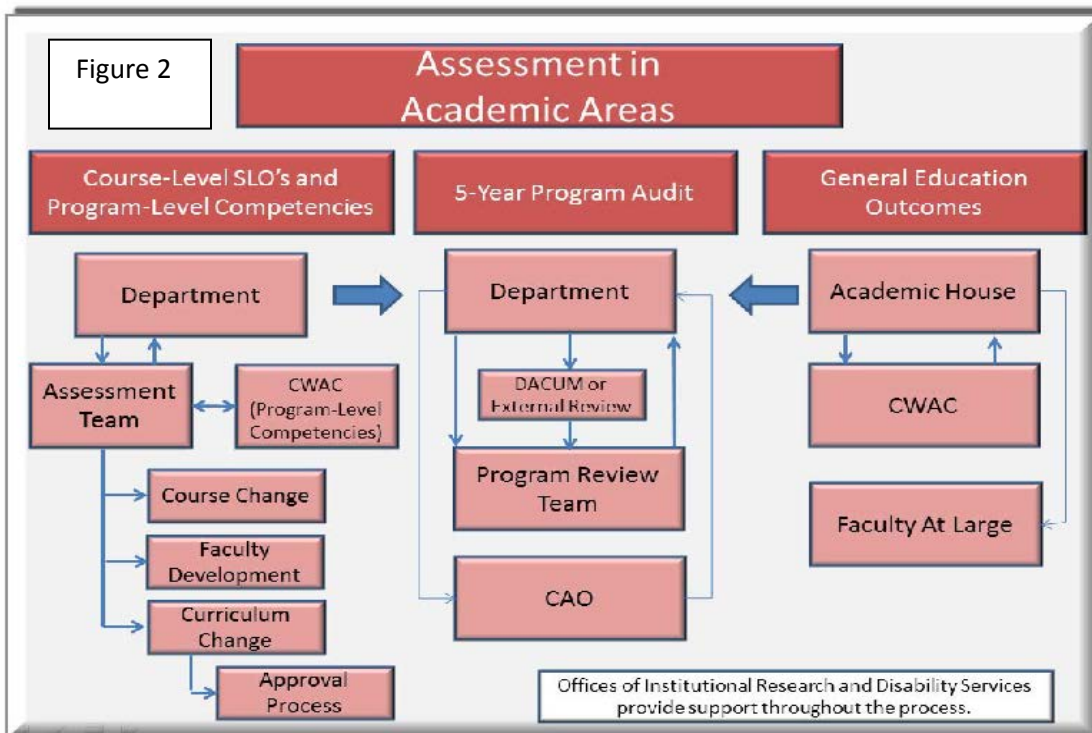 Figure 2
Assessment in
Academic Areas
Course-Level SLO's and
Program-Level Competencies
5-Year Program Audit
General Education
Outcomes
Department
Assessment
Team
CWAC
(Program-Level
Competencies)
Course Change
Faculty
Development
Curriculum
Change
Approval
Process
Department
DACUM or
External Review
Program Review
Team
CAO
Academic House
CWAC
Faculty At Large
Offices of Institutional Research and Disability Services
provide support throughout the process.